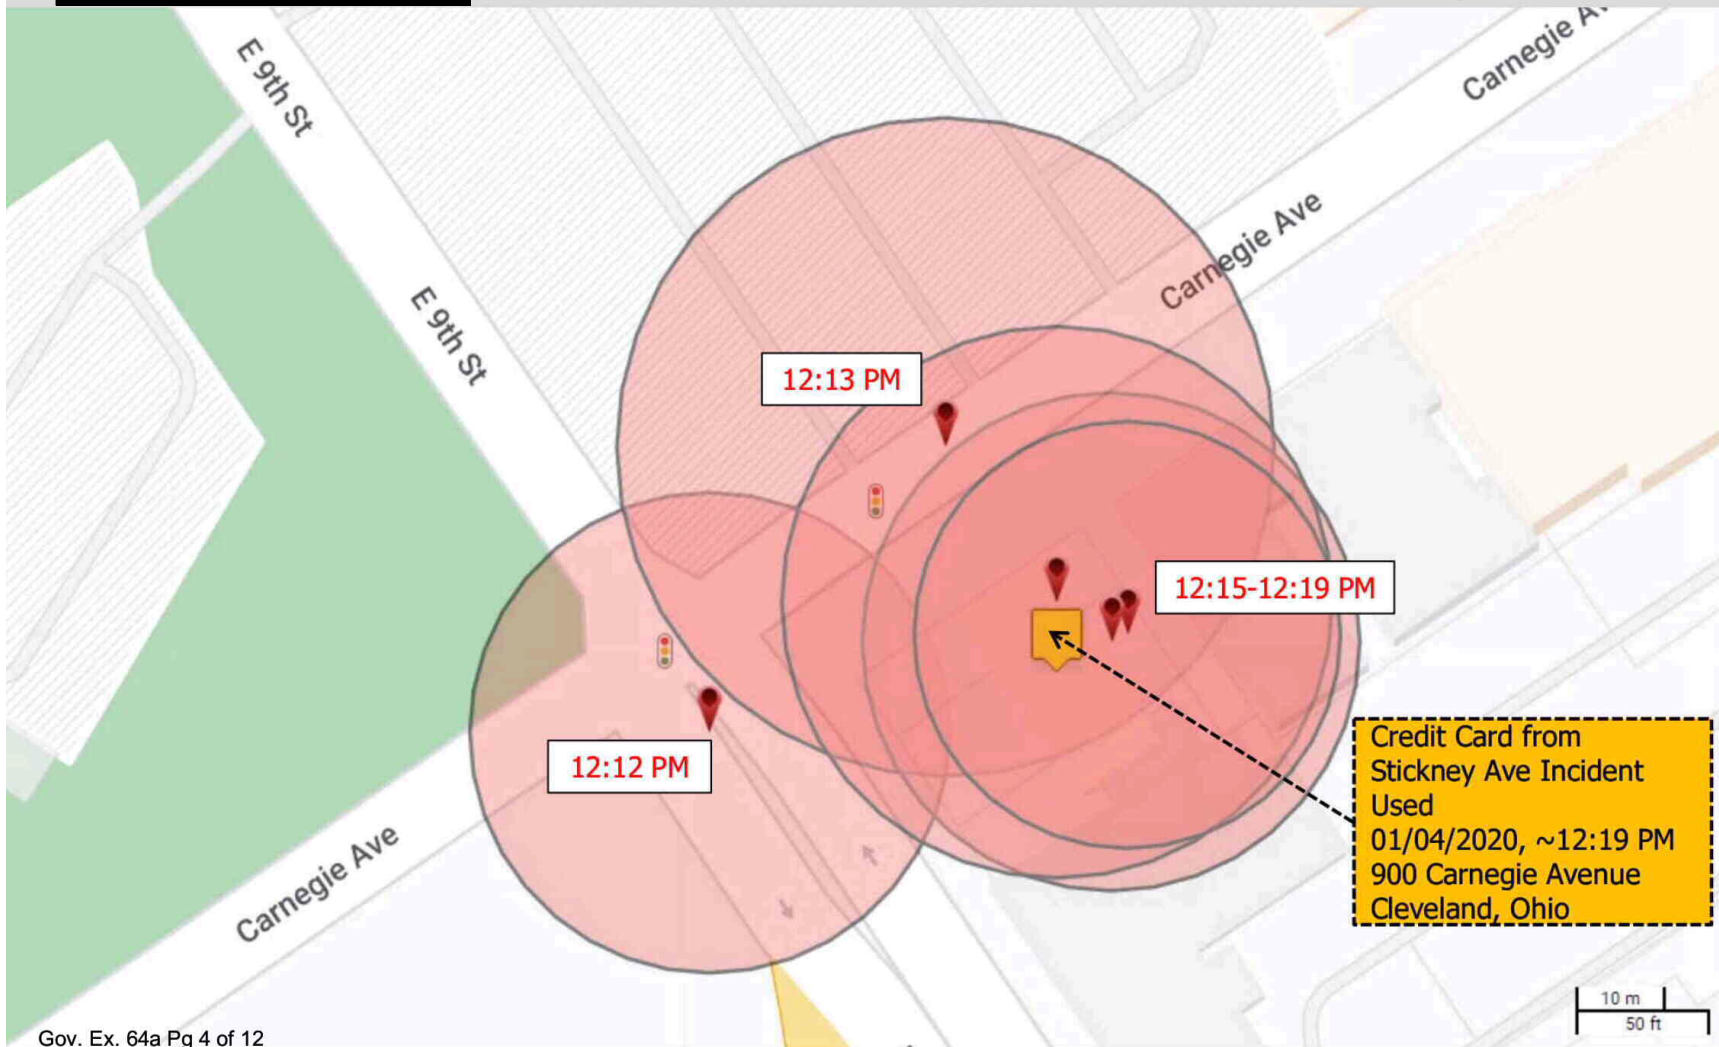 E 9th St
Carnegie Av
Carnegie Ave
E 9th St
12:13 PM
12:15-12:19 PM
12:12 PM
Credit Card from
Stickney Ave Incident
Used
01/04/2020, ~12:19 PM
900 Carnegie Avenue
Cleveland, Ohio
Carnegie Ave
10 m
50 ft
Gov. Ex. 64a Pg 4 of 12